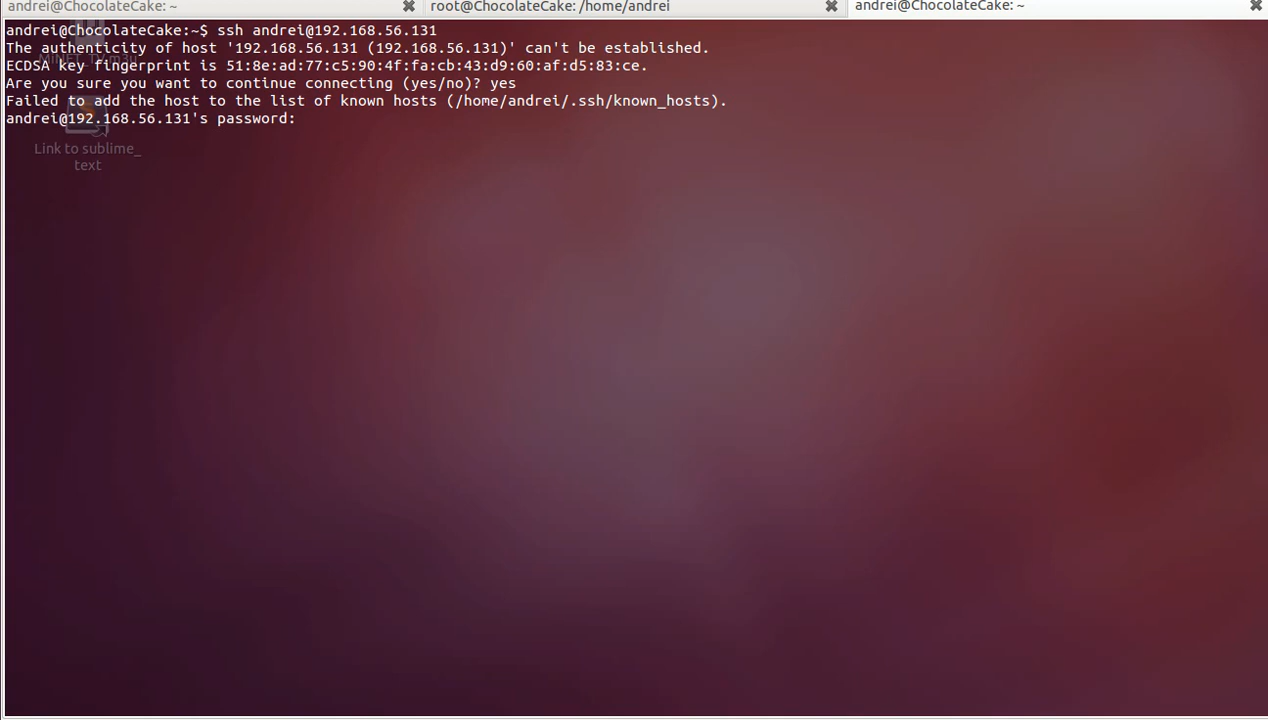 andrei@ChocolateCake: ~
root@ChocolateCake: /home/andrei
andrei@ChocolateCake: ~
andrei@ChocolateCake:~$ ssh andrei@192.168.56.131
The authenticity of host '192.168.56.131 (192.168.56.131)' can't be established.
ECDSA key fingerprint is 51:8e:ad:77:c5:90:4f:fa:cb:43:d9:60:af:d5:83:ce.
Are you sure you want to continue connecting (yes/no)? yes
Failed to add the host to the list of known hosts (/home/andrei/.ssh/known_hosts).
andrei@192.168.56.131's password:
Link to sublime_
text